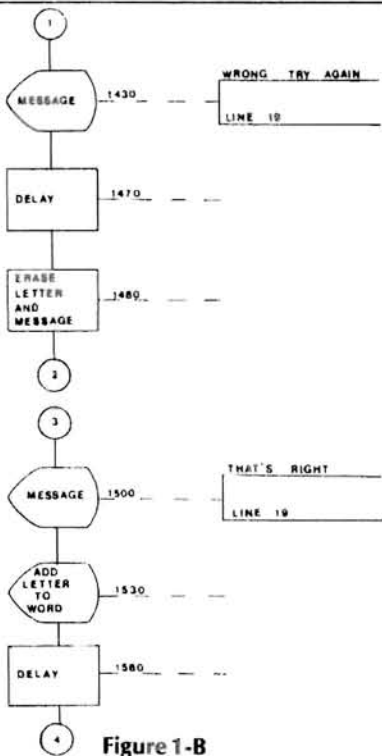 1
MESSAGE
1430
WRONG TRY AGAIN
LINE 19
DELAY
1470
ERASE
LETTER
AND
MESSAGE
1480
2
3
MESSAGE
1500
THAT'S RIGHT
LINE 19
ADD
LETTER
TO
WORD
1530
DELAY
1580
4
Figure 1-B